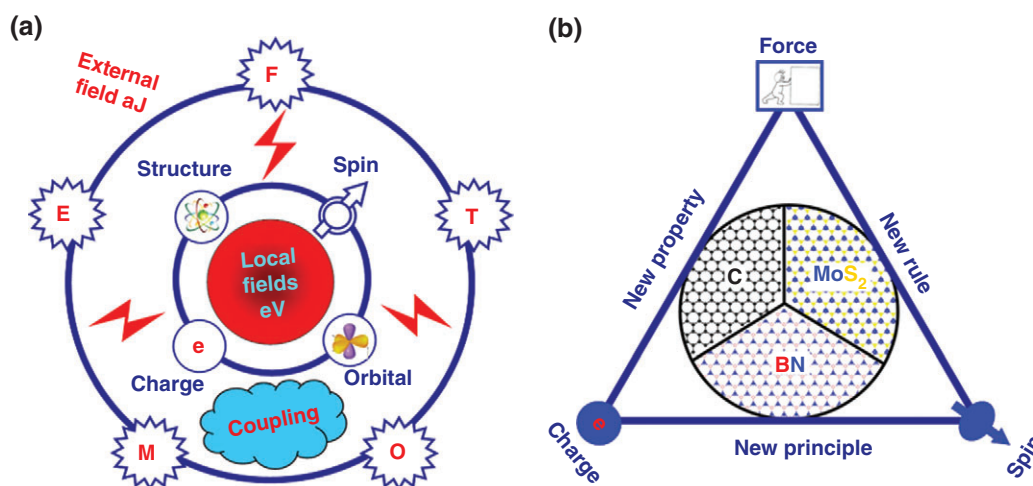 (a)
External
field aJ
F
Structure
Spin
E
T
Local
fields
eV
e
Charge
Orbital
Coupling
M
O
(b)
Force
New property
New rule
C
MoS₂
BN
e
Charge
New principle
Spin